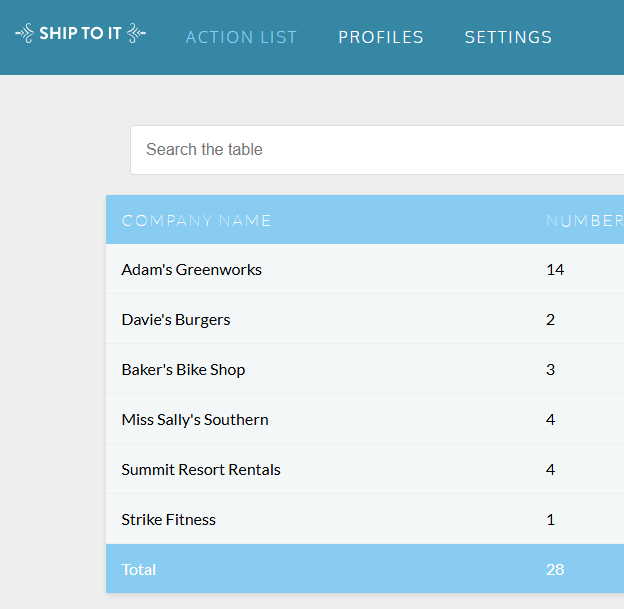 SHIP TO IT
ACTION LIST PROFILES SETTINGS
Search the table
COMPANY NAME NUMBER
Adam's Greenworks 14
Davie's Burgers 2
Baker's Bike Shop 3
Miss Sally's Southern 4
Summit Resort Rentals 4
Strike Fitness 1
Total 28